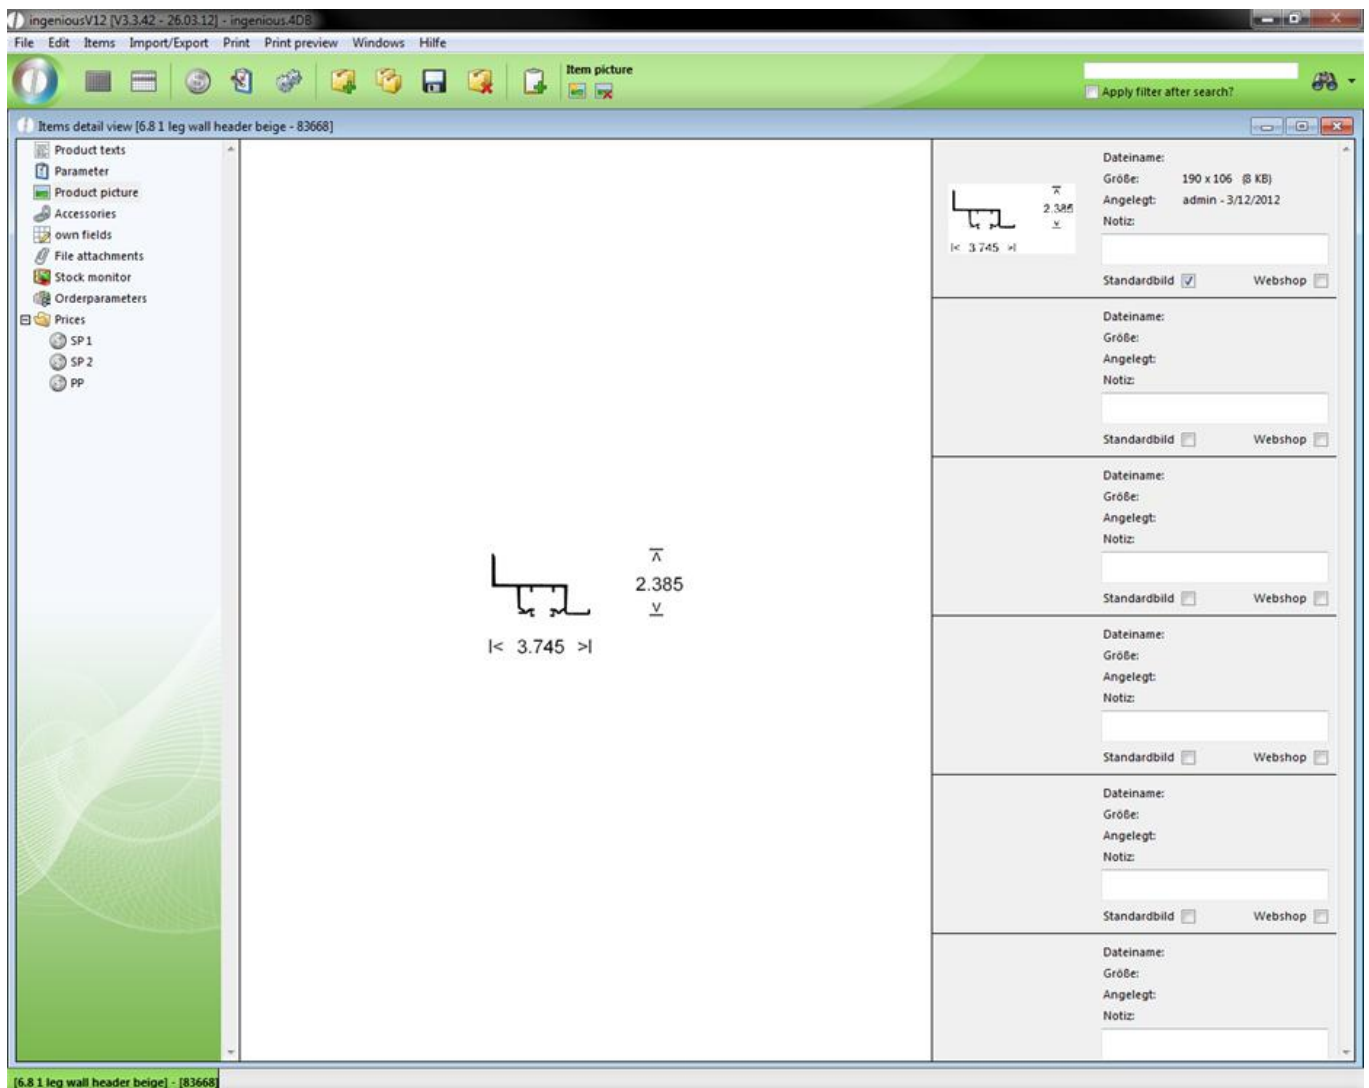 ingeniousV12 [V3.3.42 - 26.03.12] - ingenious.4DB
File Edit Items Import/Export Print Print preview Windows Hilfe
Item picture
Apply filter after search?
Items detail view [6.8 1 leg wall header beige - 83668]
Product texts
Parameter
Product picture
Accessories
own fields
File attachments
Stock monitor
Orderparameters
Prices
SP 1
SP 2
PP
2.385
|< 3.745 >|
2.385
|< 3.745 >|
Dateiname:
Größe: 190 x 106 (8 KB)
Angelegt: admin - 3/12/2012
Notiz:
Standardbild Webshop
Dateiname:
Größe:
Angelegt:
Notiz:
Standardbild Webshop
Dateiname:
Größe:
Angelegt:
Notiz:
Standardbild Webshop
Dateiname:
Größe:
Angelegt:
Notiz:
Standardbild Webshop
Dateiname:
Größe:
Angelegt:
Notiz:
Standardbild Webshop
Dateiname:
Größe:
Angelegt:
Notiz:
[6.8 1 leg wall header beige] - [83668]